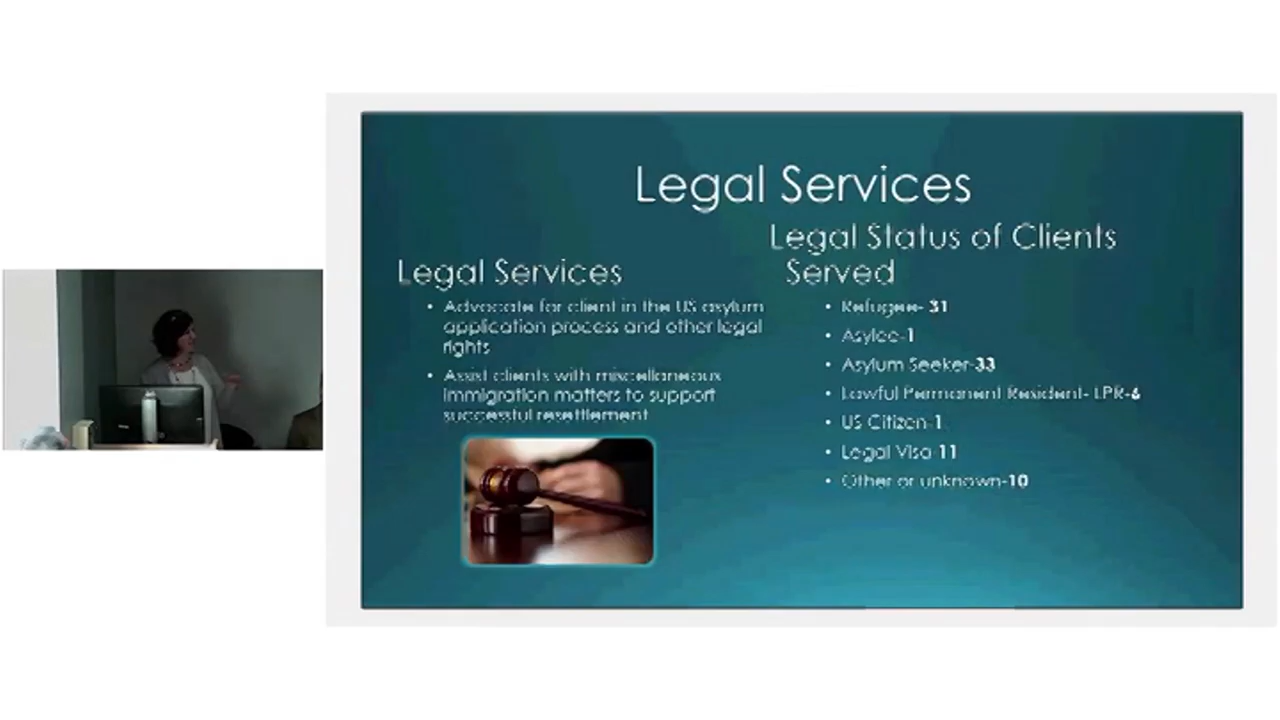 Legal Services
Legal Services
• Advocate for client in the US asylum
application process and other legal
rights
• Assist clients with miscellaneous
immigration matters to support
successful resettlement
Legal Status of Clients
Served
• Refugee- 31
• Asylee-1
• Asylum Seeker-33
• Lawful Permanent Resident- LPR-6
• US Citizen-1
• Legal Visa-11
• Other or unknown-10